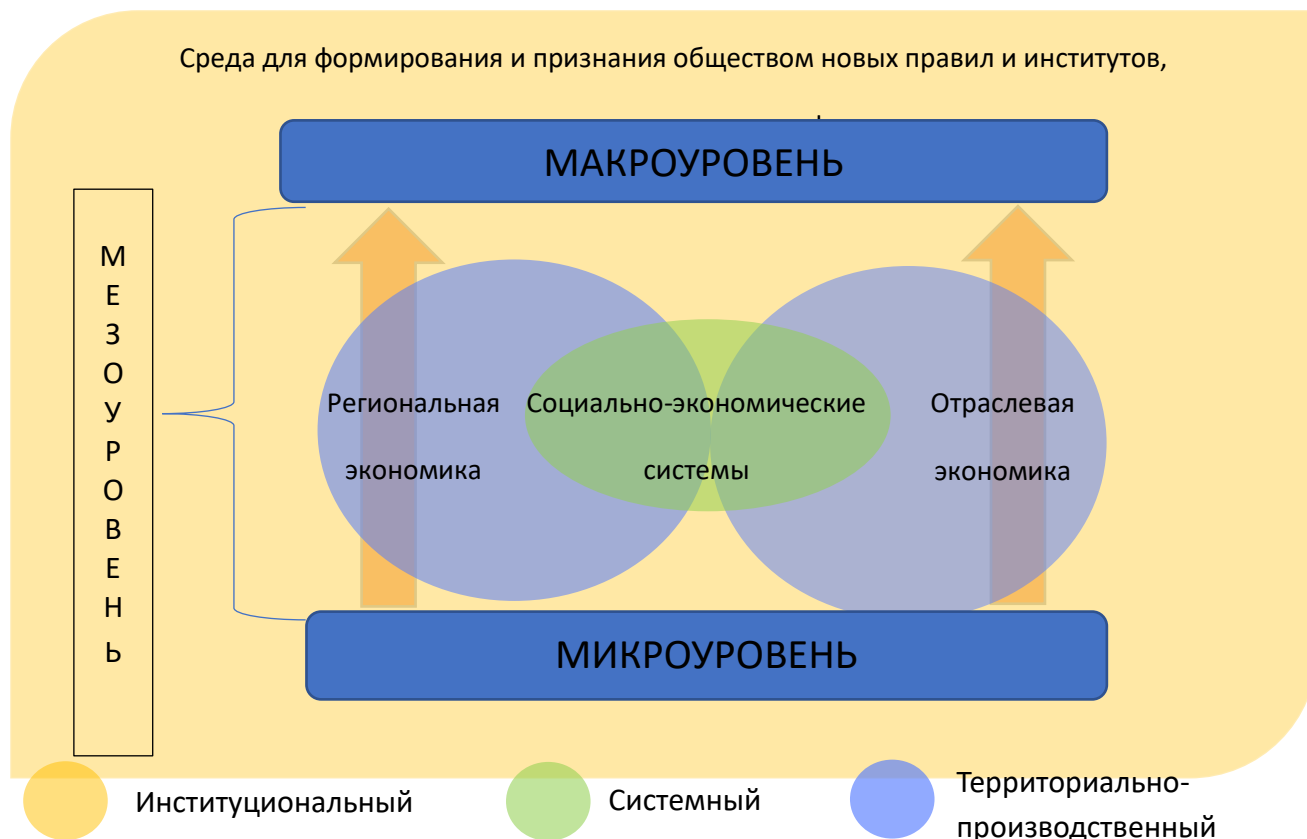 Среда для формирования и признания обществом новых правил и институтов,
МАКРОУРОВЕНЬ
МЕЗОУРОВЕНЬ
Региональная
экономика
Социально-экономические
системы
Отраслевая
экономика
МИКРОУРОВЕНЬ
Институциональный
Системный
Территориально-
производственный